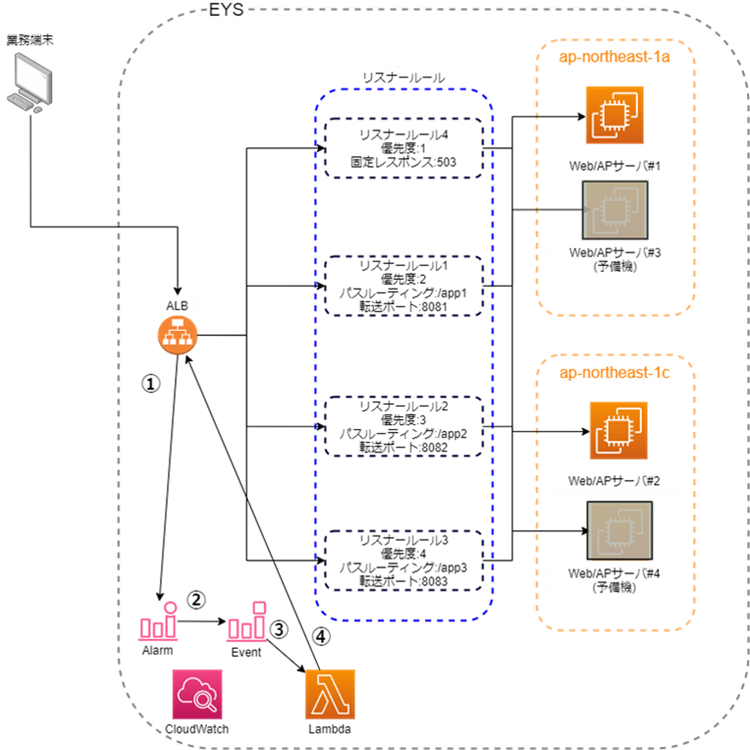 EYS
業務端末
リスナールール
ap-northeast-1a
リスナールール4
優先度:1
固定レスポンス:503
Web/APサーバ#1
Web/APサーバ#3
(予備機)
リスナールール1
優先度:2
パスルーティング:/app1
転送ポート:8081
ALB
①
ap-northeast-1c
リスナールール2
優先度:3
パスルーティング:/app2
転送ポート:8082
Web/APサーバ#2
リスナールール3
優先度:4
パスルーティング:/app3
転送ポート:8083
Web/APサーバ#4
(予備機)
②
③
④
Alarm
Event
CloudWatch
Lambda